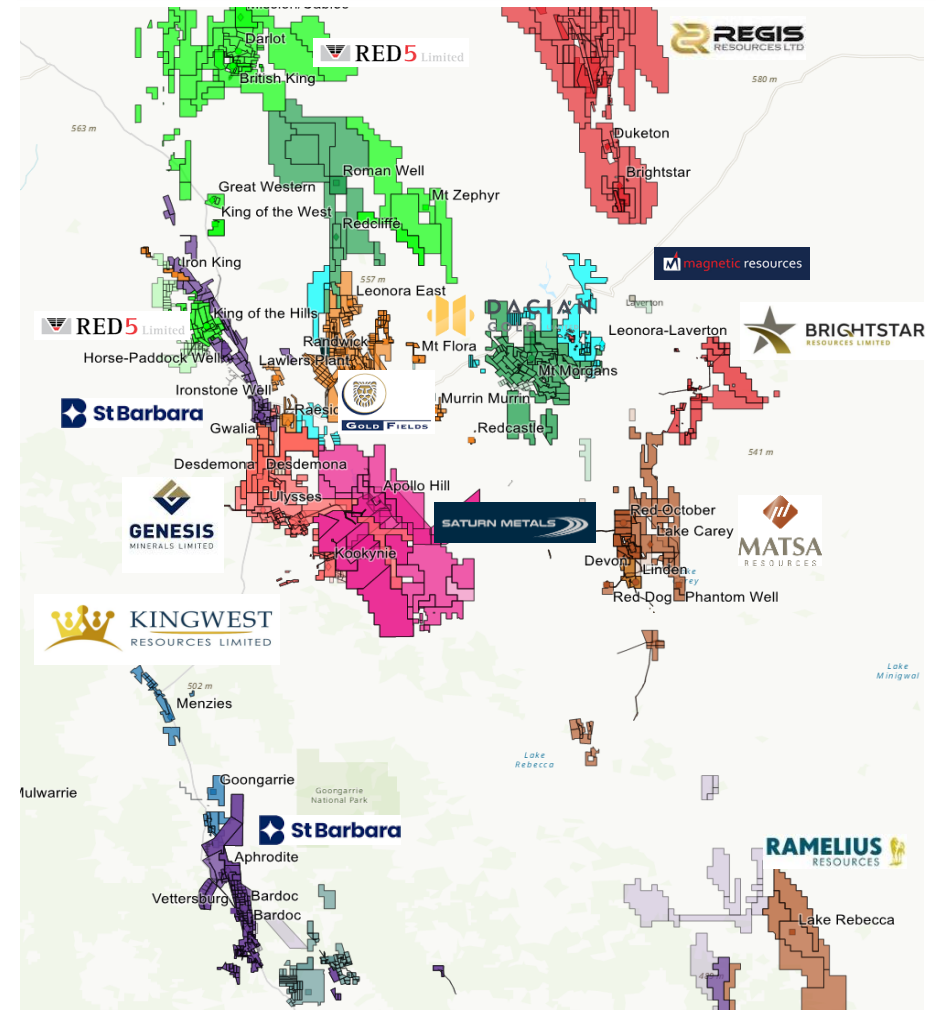 Darlot
RED5 Limited
REGIS
RESOURCES LTD
British King
580 m
563 m
Duketon
Roman Well
Brightstar
Great Western
Mt Zephyr
King of the West
Redcliffe
Iron King
magnetic resources
557 m
Leonora East
DACIAN
GOLD
Laverton
RED5 Limited
King of the Hills
Leonora-Laverton
BRIGHTSTAR
RESOURCES LIMITED
Randwick
Mt Flora
Horse-Paddock Well
Lawlers Plant
Mt Morgans
Ironstone Well
Murrin Murrin
St Barbara
Raeside
GOLD FIELDS
Gwalia
Redcastle
541 m
Desdemona
Desdemona
Apollo Hill
Ulysses
Red October
GENESIS
MINERALS LIMITED
SATURN METALS
Lake Carey
MATSA
RESOURCES
Kookynie
Devon
Linden
Red Dog
Phantom Well
KINGWEST
RESOURCES LIMITED
Lake
Minigwal
502 m
Menzies
Lake
Rebecca
Goongarrie
Mulwarrie
Goongarrie
National Park
St Barbara
RAMELIUS
RESOURCES
Aphrodite
Vettersburg
Bardoc
Bardoc
Lake Rebecca